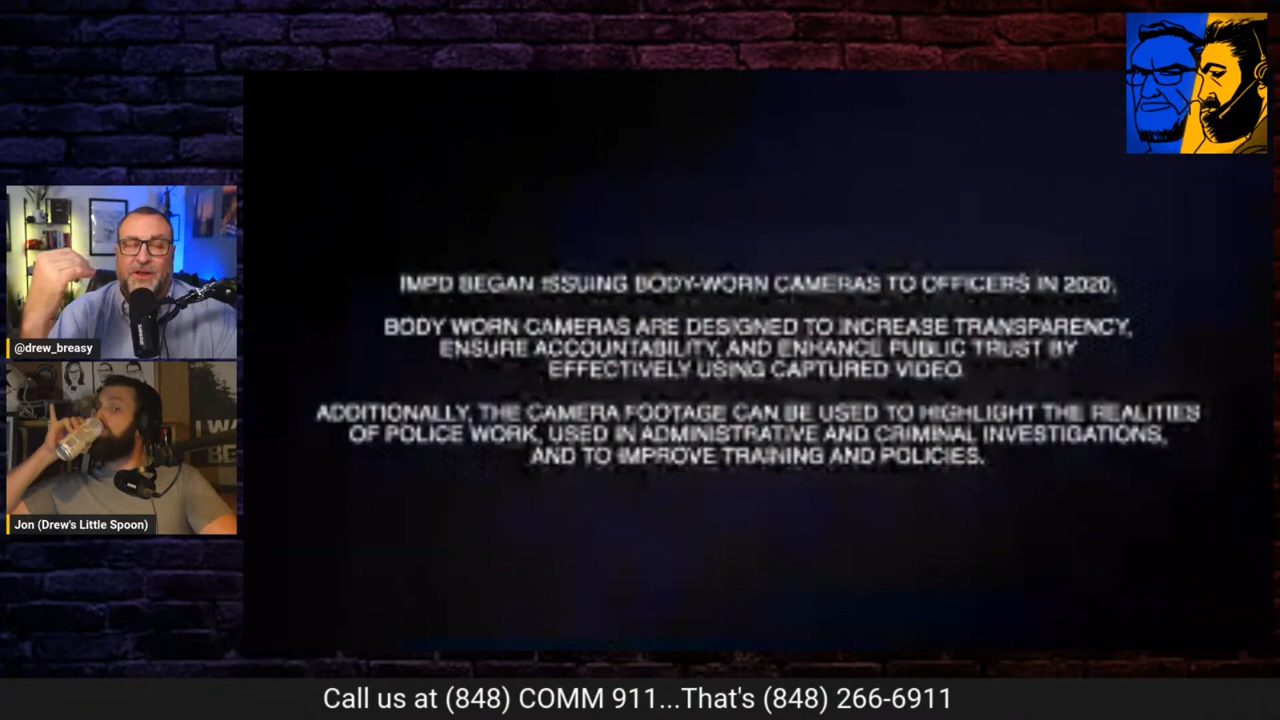 IMPD BEGAN ISSUING BODY-WORN CAMERAS TO OFFICERS IN 2020.
BODY WORN CAMERAS ARE DESIGNED TO INCREASE TRANSPARENCY,
ENSURE ACCOUNTABILITY, AND ENHANCE PUBLIC TRUST BY
EFFECTIVELY USING CAPTURED VIDEO.
ADDITIONALLY, THE CAMERA FOOTAGE CAN BE USED TO HIGHLIGHT THE REALITIES
OF POLICE WORK, USED IN ADMINISTRATIVE AND CRIMINAL INVESTIGATIONS,
AND TO IMPROVE TRAINING AND POLICIES.
@drew_breasy
I WA
BE
Jon (Drew's Little Spoon)
Call us at (848) COMM 911...That's (848) 266-6911